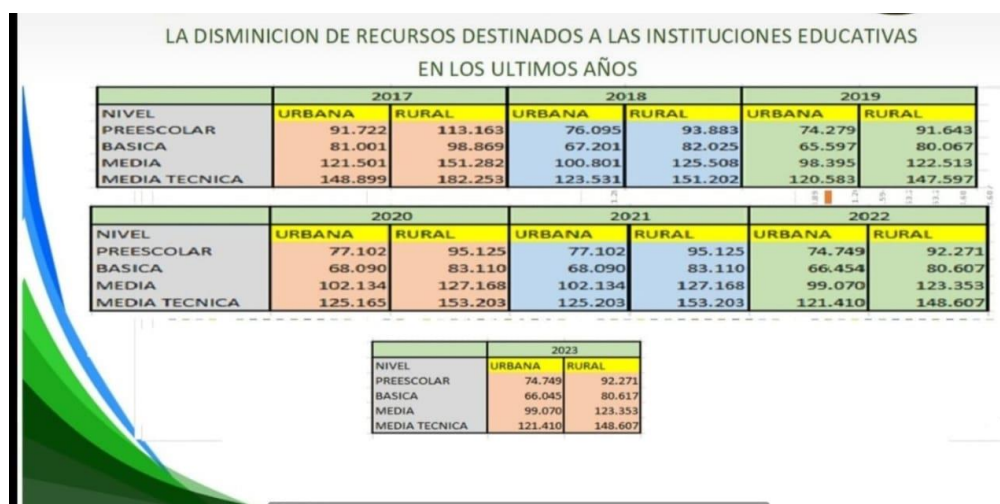 LA DISMINICION DE RECURSOS DESTINADOS A LAS INSTITUCIONES EDUCATIVAS
EN LOS ULTIMOS AÑOS
2017 2018 2019
NIVEL URBANA RURAL URBANA RURAL URBANA RURAL
PREESCOLAR 91.722 113.163 76.095 93.883 74.279 91.643
BASICA 81.001 98.869 67.201 82.025 65.597 80.067
MEDIA 121.501 151.282 100.801 125.508 98.395 122.513
MEDIA TECNICA 148.899 182.253 123.531 151.202 120.583 147.597
2020 2021 2022
NIVEL URBANA RURAL URBANA RURAL URBANA RURAL
PREESCOLAR 77.102 95.125 77.102 95.125 74.749 92.271
BASICA 68.090 83.110 68.090 83.110 66.454 80.607
MEDIA 102.134 127.168 102.134 127.168 99.070 123.353
MEDIA TECNICA 125.165 153.203 125.203 153.203 121.410 148.607
2023
NIVEL URBANA RURAL
PREESCOLAR 74.749 92.271
BASICA 66.045 80.617
MEDIA 99.070 123.353
MEDIA TECNICA 121.410 148.607